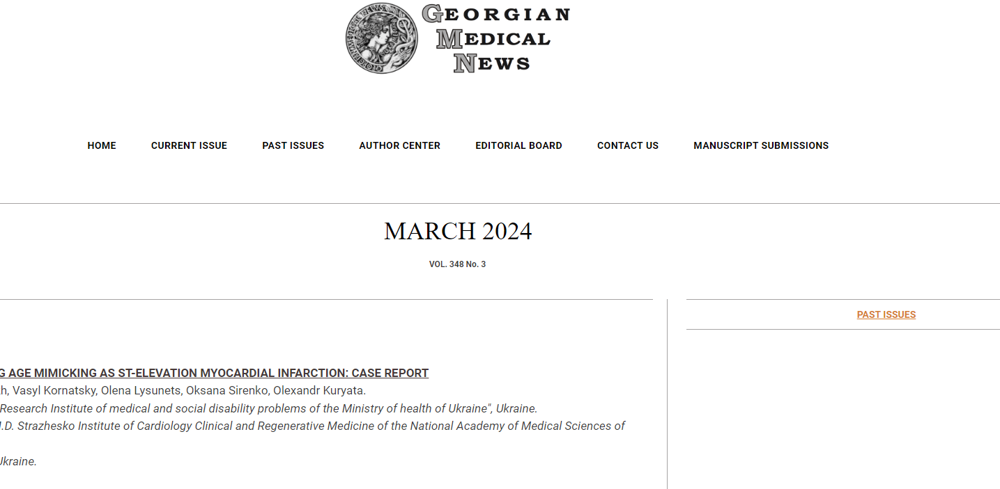 GEORGIAN
MEDICAL
NEWS
HOME CURRENT ISSUE PAST ISSUES AUTHOR CENTER EDITORIAL BOARD CONTACT US MANUSCRIPT SUBMISSIONS
MARCH 2024
VOL. 348 No. 3
PAST ISSUES
AGE MIMICKING AS ST-ELEVATION MYOCARDIAL INFARCTION: CASE REPORT
Vasyl Kornatsky, Olena Lysunets, Oksana Sirenko, Olexandr Kuryata.
Research Institute of medical and social disability problems of the Ministry of health of Ukraine", Ukraine.
.D. Strazhesko Institute of Cardiology Clinical and Regenerative Medicine of the National Academy of Medical Sciences of
Ukraine.